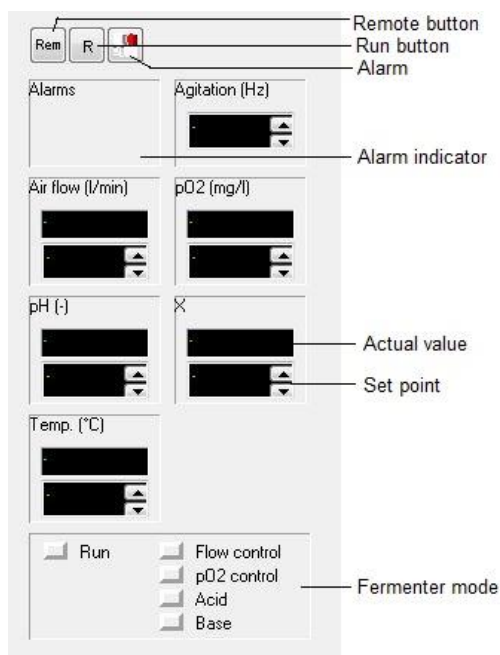 Remote button
Rem R Run button
Alarm
Alarms Agitation (Hz)
Alarm indicator
Air flow (l/min) pO2 (mg/l)
pH (-) X
Actual value
Set point
Temp. (°C)
Run Flow control
pO2 control
Fermenter mode
Acid
Base